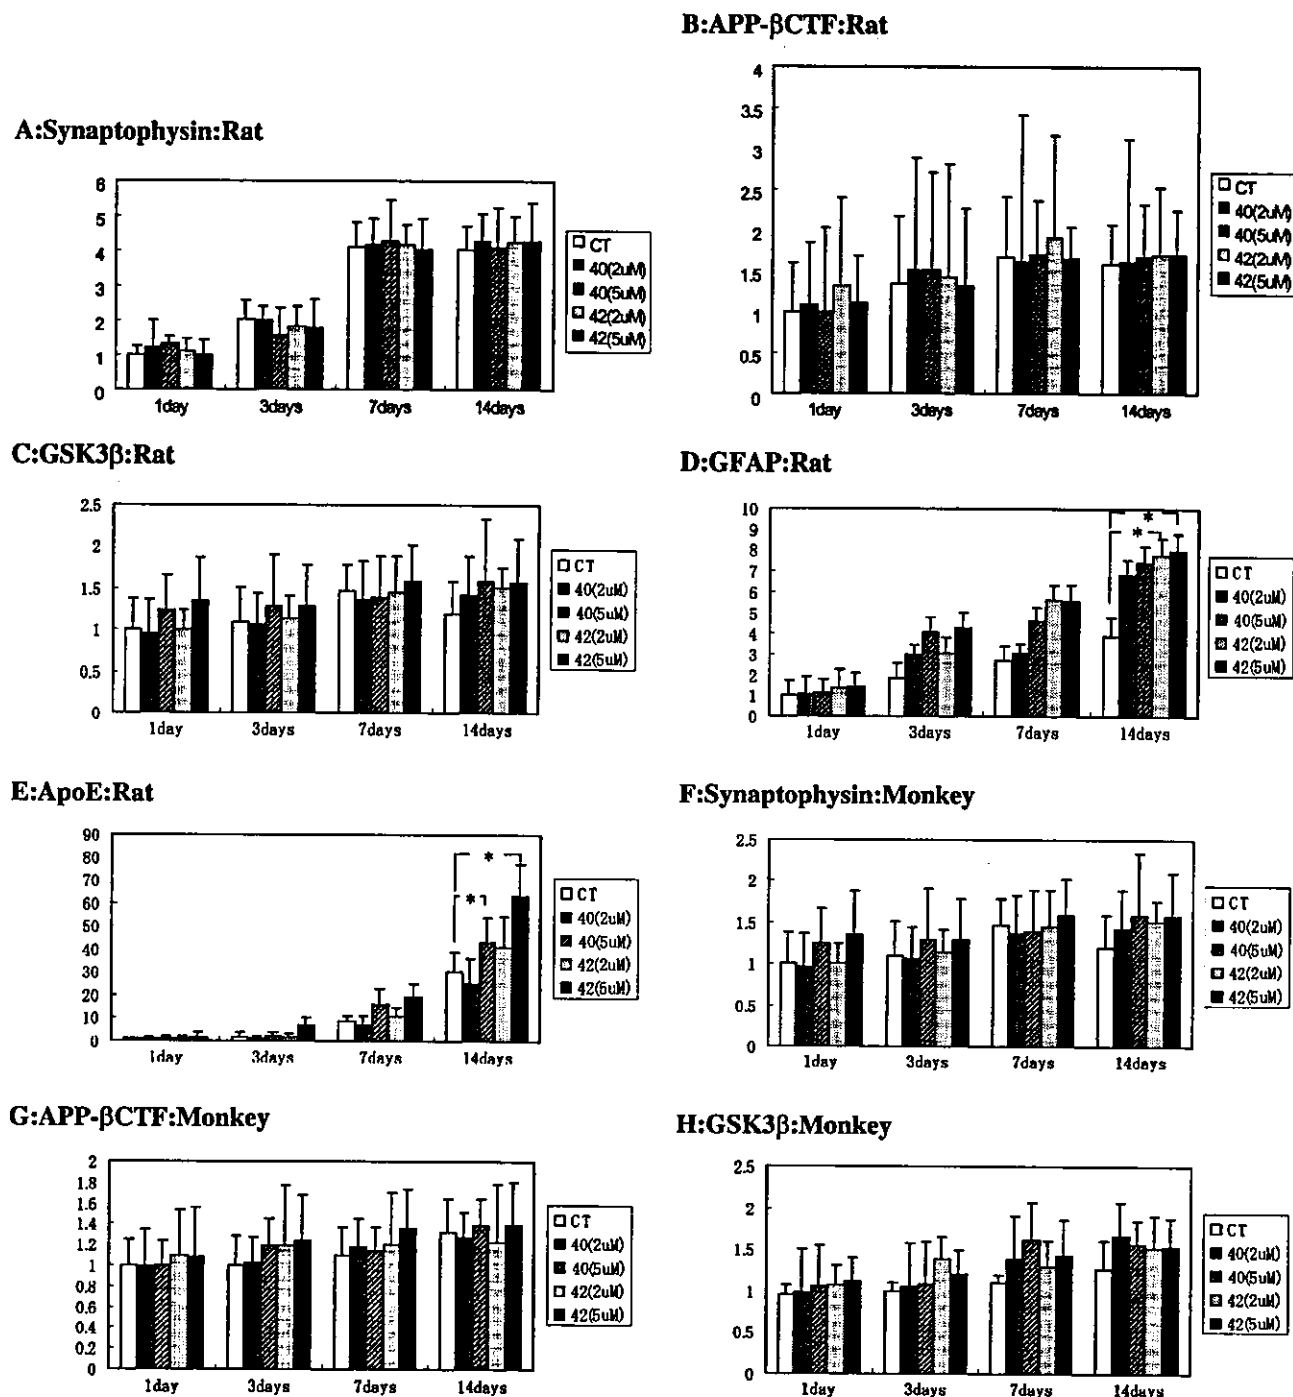 B:APP-βCTF:Rat
4
3.5
3
2.5
2
1.5
1
0.5
0
1day
3days
7days
14days
CT
40(2uM)
40(5uM)
42(2uM)
42(5uM)
A:Synaptophysin:Rat
6
5
4
3
2
1
0
1day
3days
7days
14days
CT
40(2uM)
40(5uM)
42(2uM)
42(5uM)
C:GSK3β:Rat
2.5
2
1.5
1
0.5
0
1day
3days
7days
14days
CT
40(2uM)
40(5uM)
42(2uM)
42(5uM)
D:GFAP:Rat
10
9
8
7
6
5
4
3
2
1
0
*
*
1day
3days
7days
14days
CT
40(2uM)
40(5uM)
42(2uM)
42(5uM)
E:ApoE:Rat
90
80
70
60
50
40
30
20
10
0
*
*
1day
3days
7days
14days
CT
40(2uM)
40(5uM)
42(2uM)
42(5uM)
F:Synaptophysin:Monkey
2.5
2
1.5
1
0.5
0
1day
3days
7days
14days
CT
40(2uM)
40(5uM)
42(2uM)
42(5uM)
G:APP-βCTF:Monkey
2
1.8
1.6
1.4
1.2
1
0.8
0.6
0.4
0.2
0
1day
3days
7days
14days
CT
40(2uM)
40(5uM)
42(2uM)
42(5uM)
H:GSK3β:Monkey
2.5
2
1.5
1
0.5
0
1day
3days
7days
14days
CT
40(2uM)
40(5uM)
42(2uM)
42(5uM)